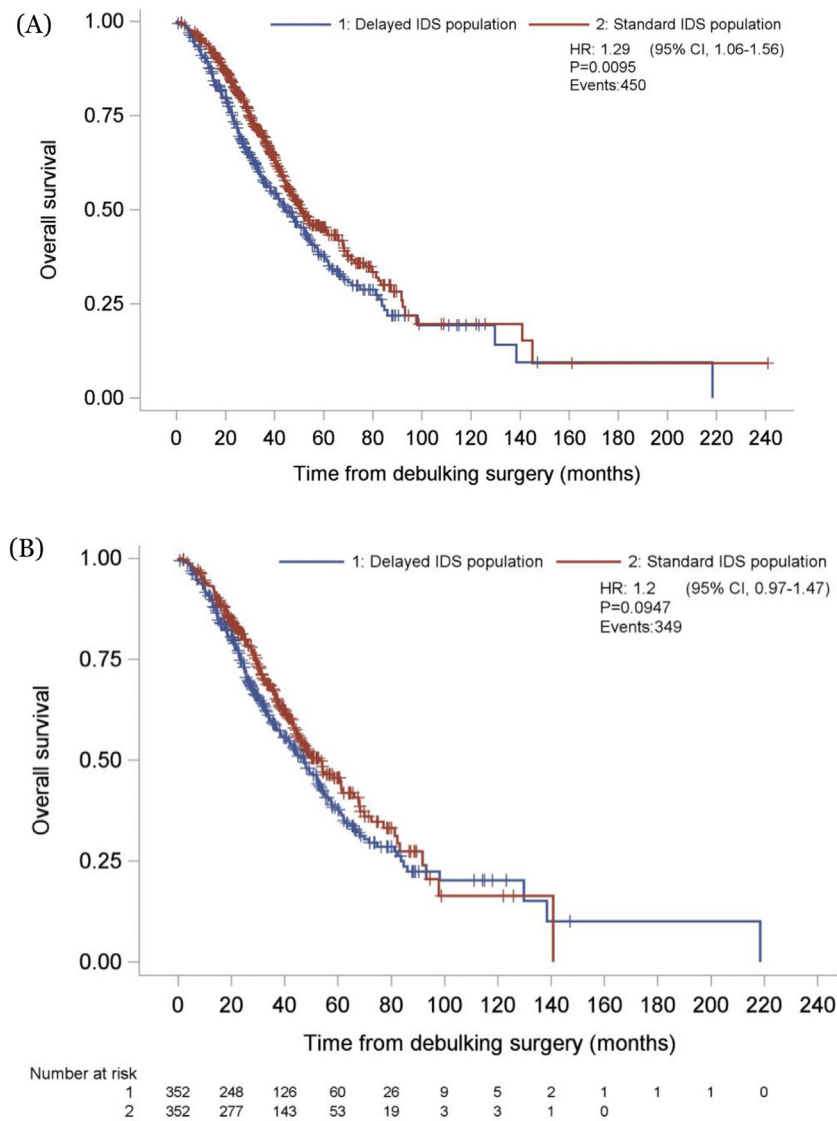 (A)
1: Delayed IDS population 2: Standard IDS population
HR: 1.29 (95% CI, 1.06-1.56)
P=0.0095
Events:450
1.00
0.75
0.50
0.25
0.00
Overall survival
0 20 40 60 80 100 120 140 160 180 200 220 240
Time from debulking surgery (months)
(B)
1: Delayed IDS population 2: Standard IDS population
HR: 1.2 (95% CI, 0.97-1.47)
P=0.0947
Events:349
1.00
0.75
0.50
0.25
0.00
Overall survival
0 20 40 60 80 100 120 140 160 180 200 220 240
Time from debulking surgery (months)
Number at risk
1 352 248 126 60 26 9 5 2 1 1 1 0
2 352 277 143 53 19 3 3 1 0